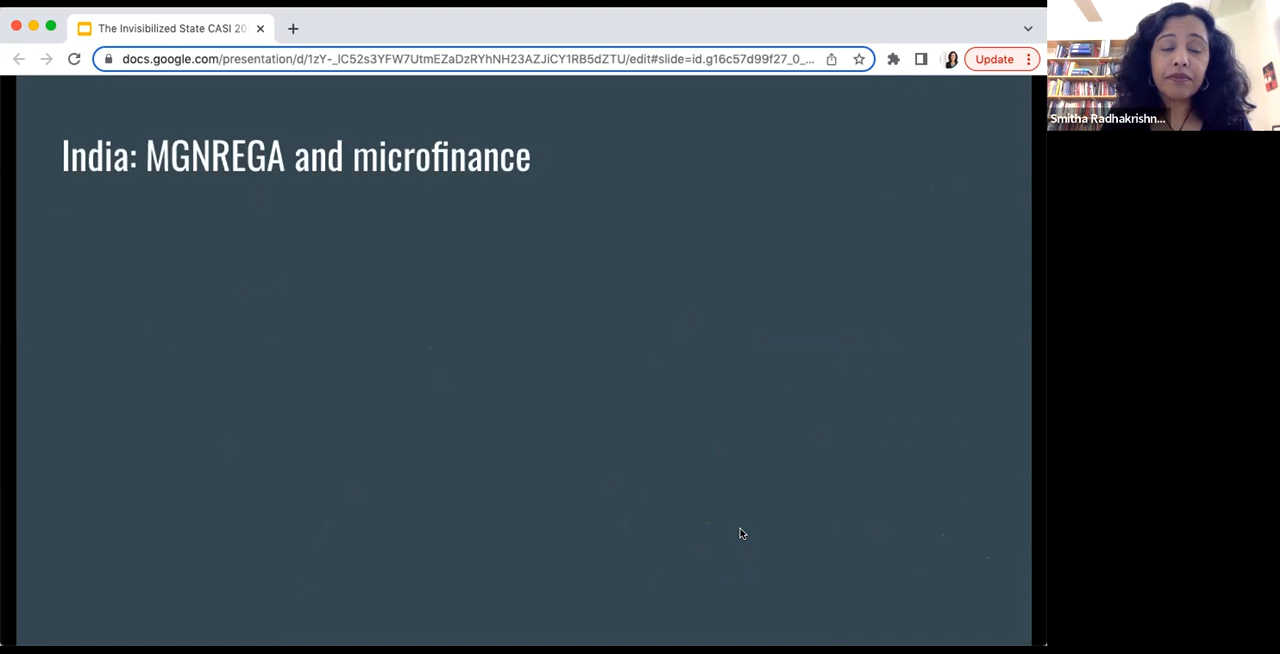 The Invisibilized State CASI 20
docs.google.com/presentation/d/1zY-_lC52s3YFW7UtmEZaDzRYhNH23AZJiCY1RB5dZTU/edit#slide=id.g16c57d99f27_0_...
Update
Smitha Radhakrishn...
India: MGNREGA and microfinance